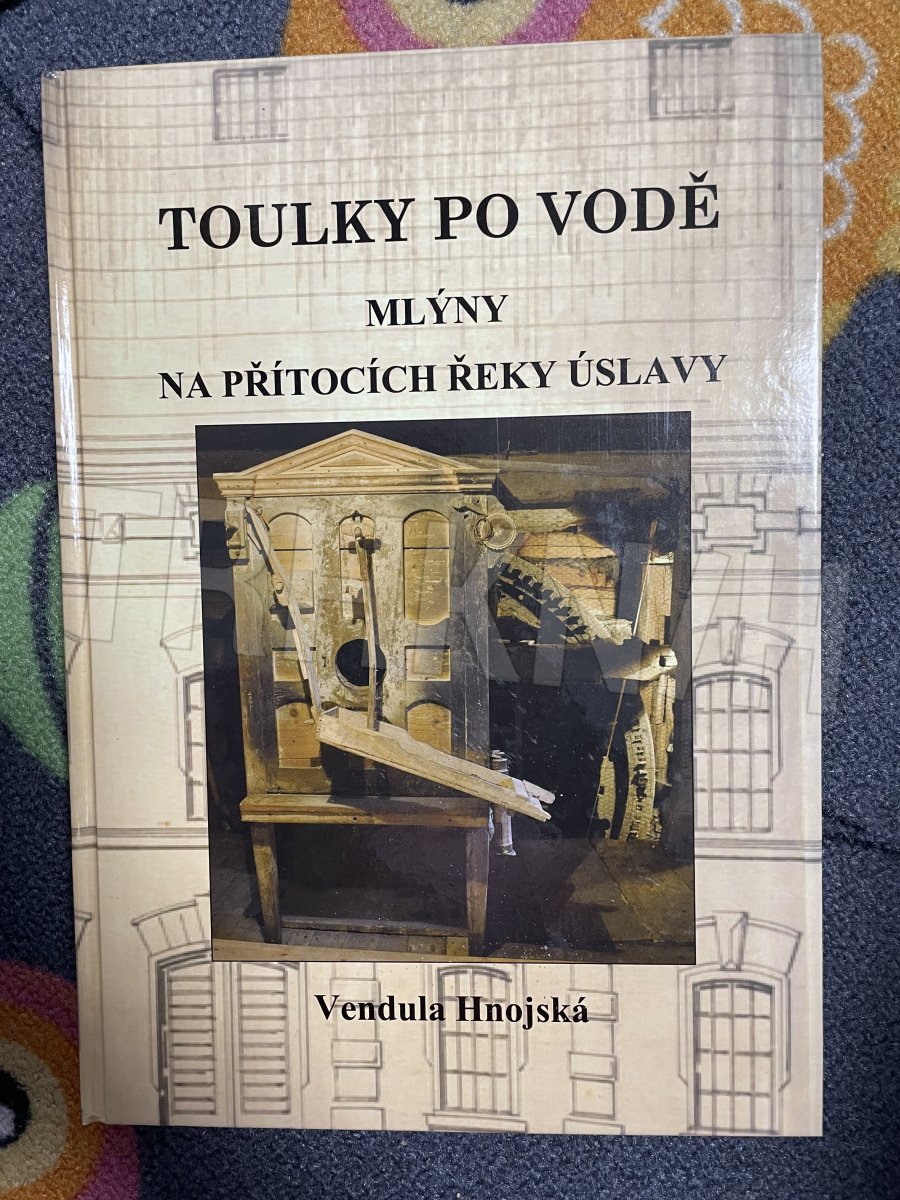 TOULKY PO VODĚ
MLÝNY
NA PŘÍTOCÍCH ŘEKY ÚSLAVY
Vendula Hnojská